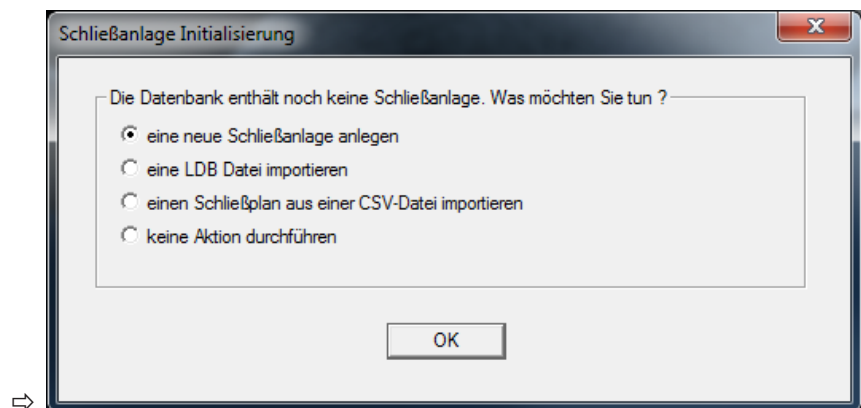 Schließanlage Initialisierung
Die Datenbank enthält noch keine Schließanlage. Was möchten Sie tun ?
eine neue Schließanlage anlegen
eine LDB Datei importieren
einen Schließplan aus einer CSV-Datei importieren
keine Aktion durchführen
OK